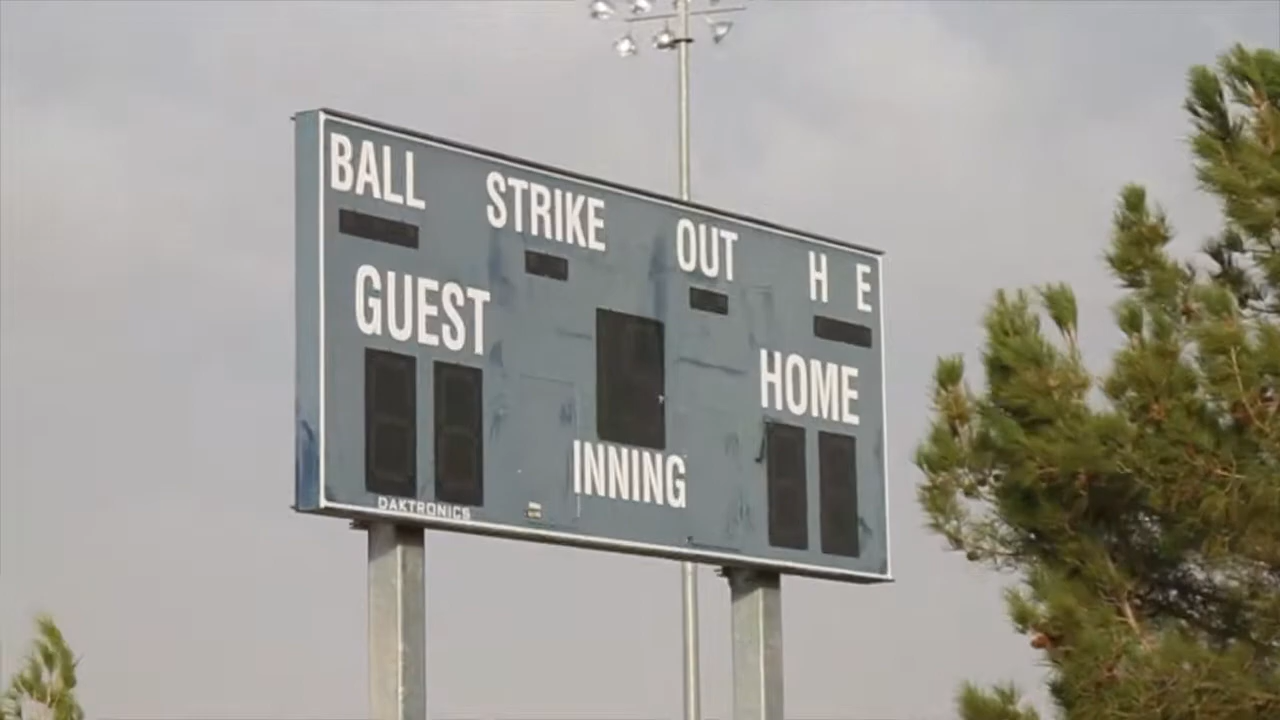 BALL STRIKE OUT H E
GUEST HOME
INNING
DAKTRONICS